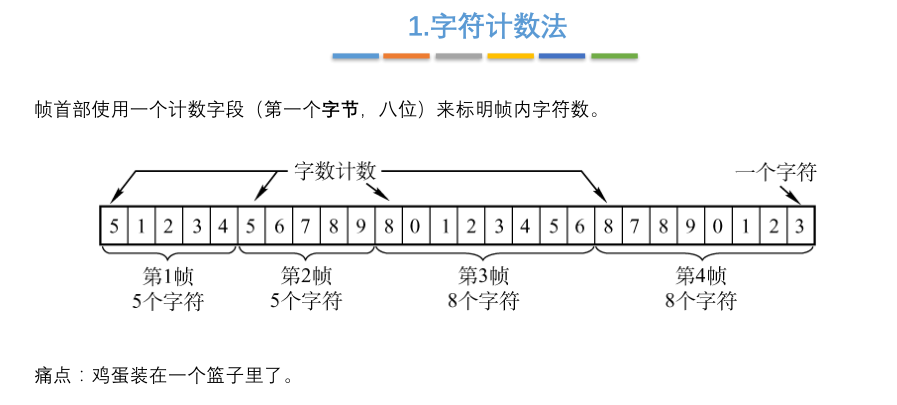 1.字符计数法
帧首部使用一个计数字段（第一个字节，八位）来标明帧内字符数。
字数计数
一个字符
5 1 2 3 4 5 6 7 8 9 8 0 1 2 3 4 5 6 8 7 8 9 0 1 2 3
第1帧 第2帧 第3帧 第4帧
5个字符 5个字符 8个字符 8个字符
痛点：鸡蛋装在一个篮子里了。